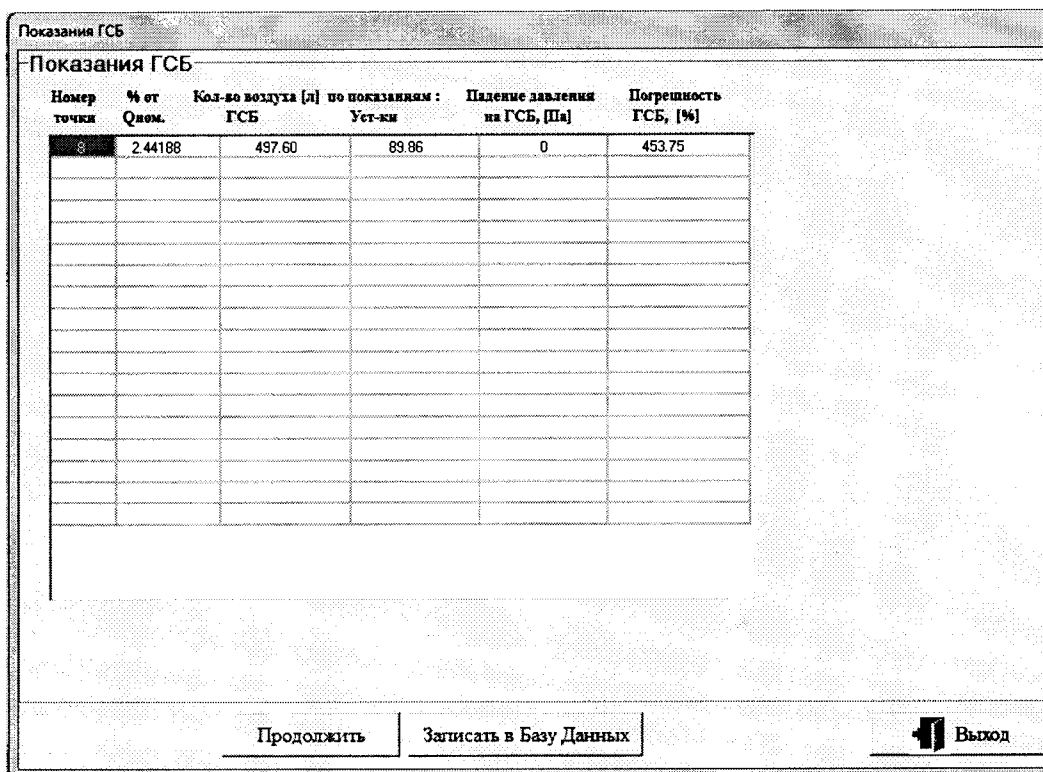 Показания ГСБ
Показания ГСБ
Номер точки % от Qном. Кол-во воздуха [л] по показаниям : ГСБ Уст-ки Падение давления на ГСБ, [Па] Погрешность ГСБ, [%]
8 2.44188 497.60 89.86 0 453.75
Продолжить Записать в Базу Данных Выход